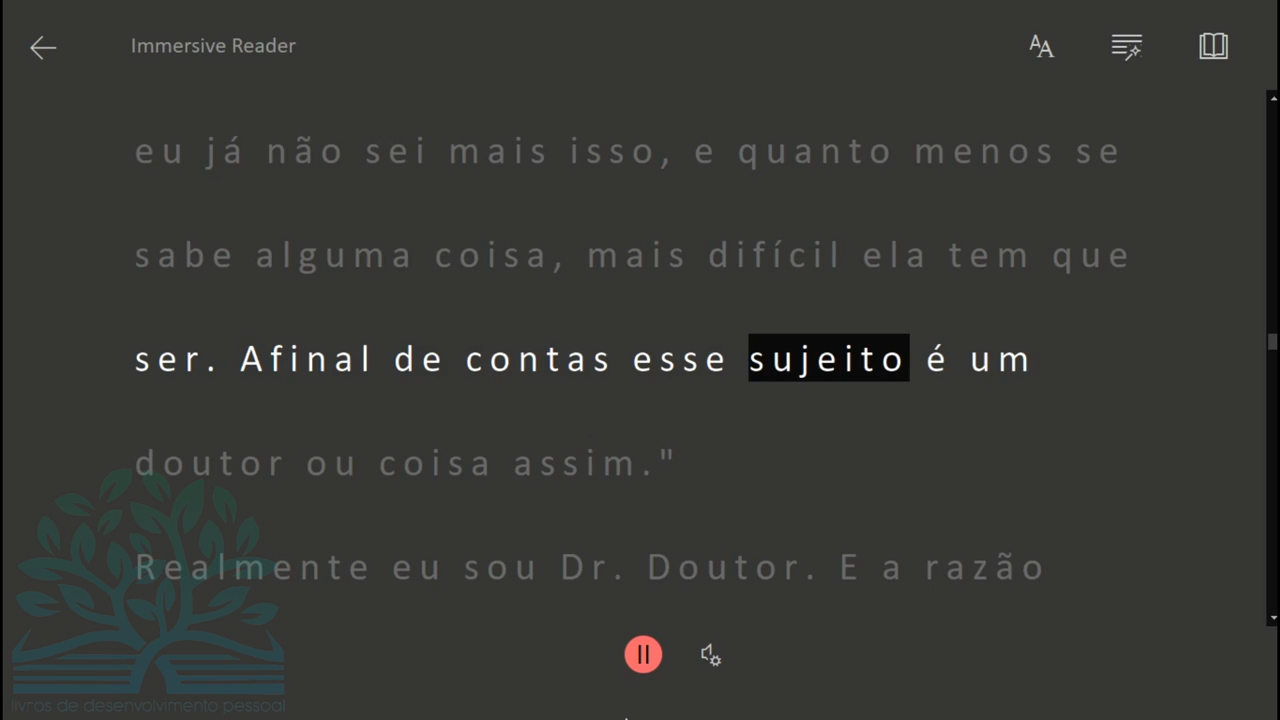 Immersive Reader
eu já não sei mais isso, e quanto menos se
sabe alguma coisa, mais difícil ela tem que
ser. Afinal de contas esse sujeito é um
doutor ou coisa assim."
Realmente eu sou Dr. Doutor. E a razão
livros de desenvolvimento pessoal